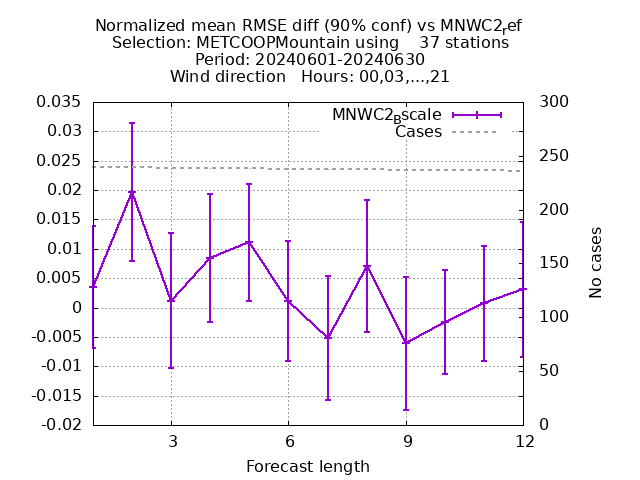 Normalized mean RMSE diff (90% conf) vs MNWC2ref
Selection: METCOOPMountain using 37 stations
Period: 20240601-20240630
Wind direction Hours: 00,03,...,21
0.035
0.03
0.025
0.02
0.015
0.01
0.005
0
-0.005
-0.01
-0.015
-0.02
300
250
200
150
100
50
0
No cases
MNWC2Bscale
Cases
3
6
9
12
Forecast length